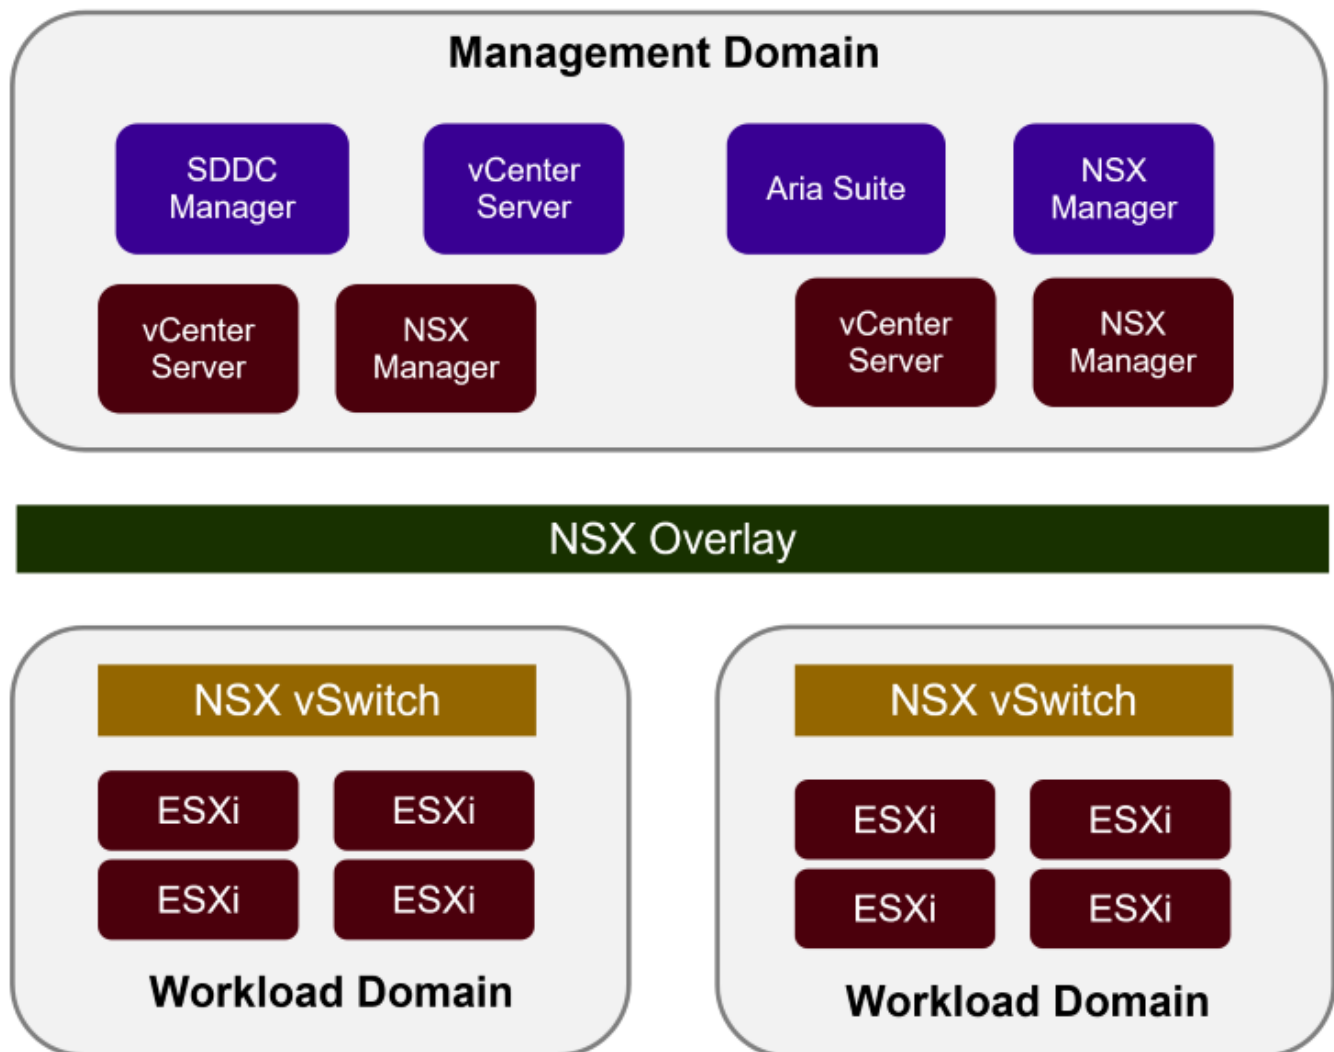 Management Domain
SDDC
Manager
vCenter
Server
Aria Suite
NSX
Manager
vCenter
Server
NSX
Manager
vCenter
Server
NSX
Manager
NSX Overlay
NSX vSwitch
ESXi
ESXi
ESXi
ESXi
Workload Domain
NSX vSwitch
ESXi
ESXi
ESXi
ESXi
Workload Domain